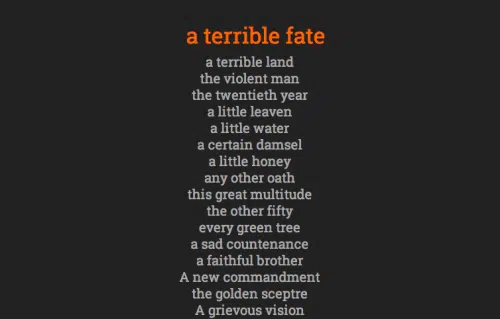 a terrible fate
a terrible land
the violent man
the twentieth year
a little leaven
a little water
a certain damsel
a little honey
any other oath
this great multitude
the other fifty
every green tree
a sad countenance
a faithful brother
A new commandment
the golden sceptre
A grievous vision